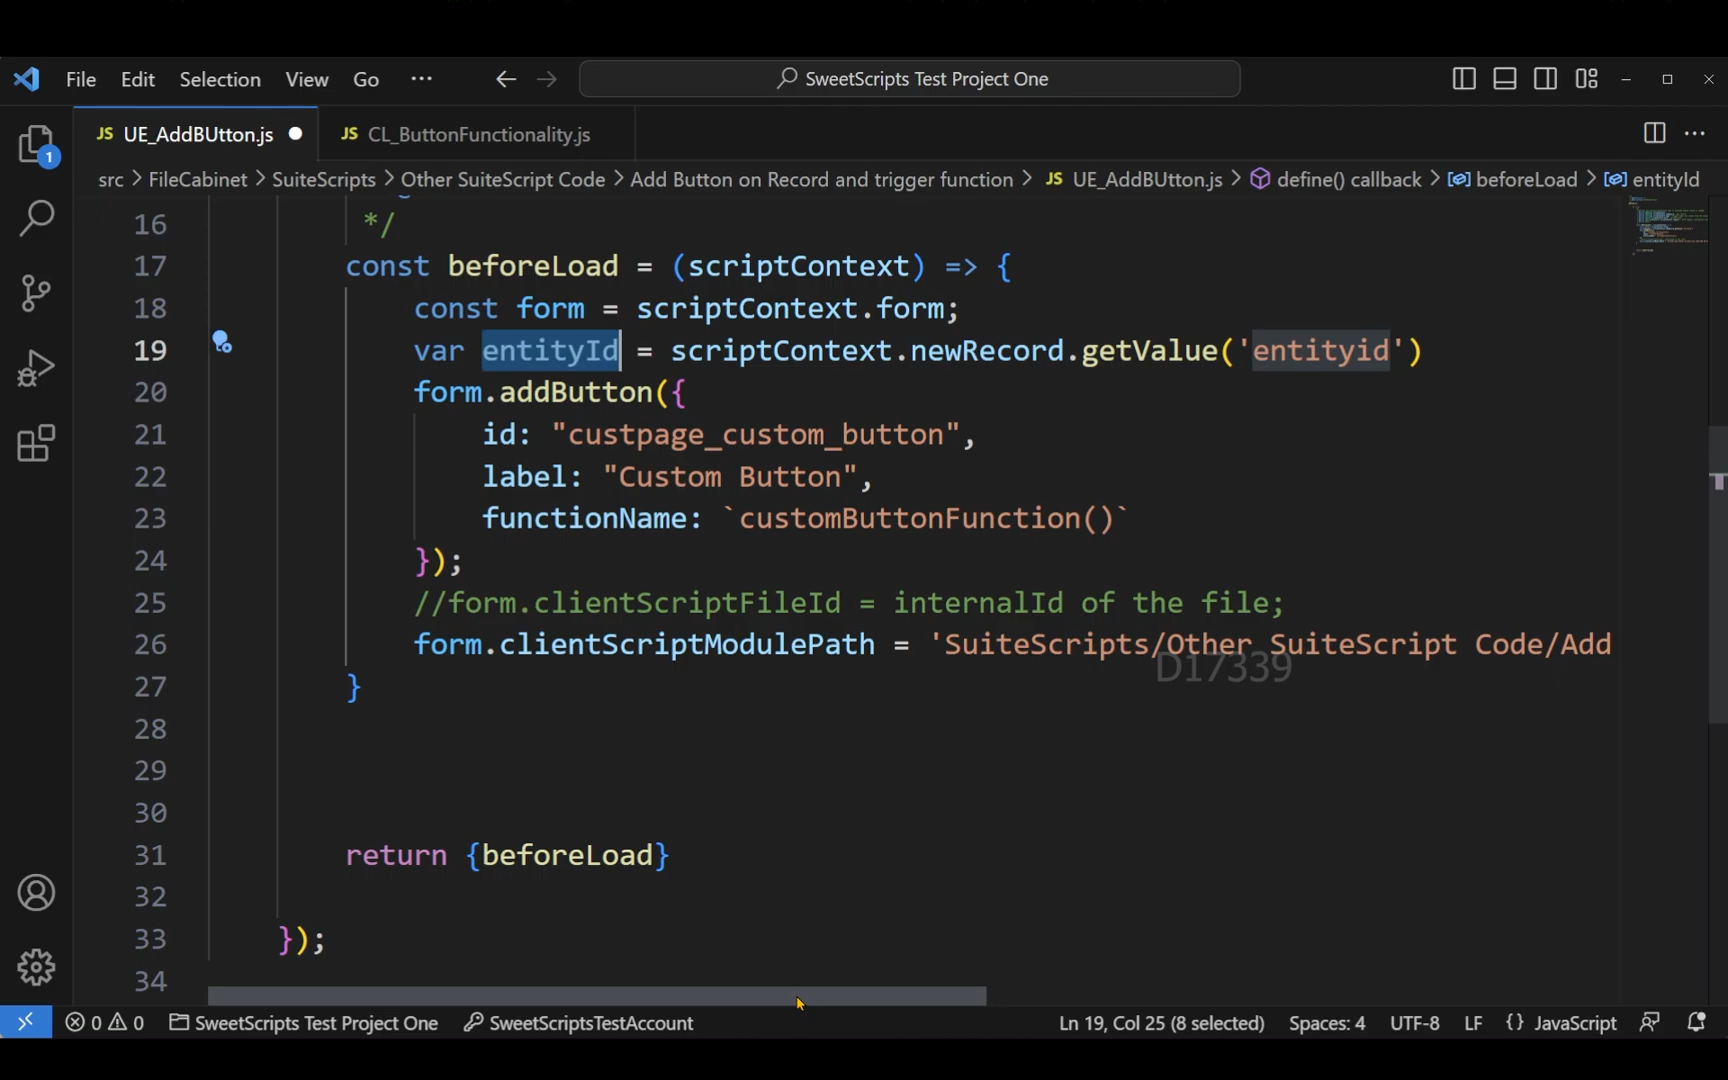 File Edit Selection View Go ... SweetScripts Test Project One
JS UE_AddBUtton.js JS CL_ButtonFunctionality.js
src > FileCabinet > SuiteScripts > Other SuiteScript Code > Add Button on Record and trigger function > JS UE_AddBUtton.js > define() callback > beforeLoad > entityId
1
16 */
17 const beforeLoad = (scriptContext) => {
18 const form = scriptContext.form;
19 var entityId = scriptContext.newRecord.getValue('entityid')
20 form.addButton({
21 id: "custpage_custom_button",
22 label: "Custom Button",
23 functionName: `customButtonFunction()`
24 });
25 //form.clientScriptFileId = internalId of the file;
26 form.clientScriptModulePath = 'SuiteScripts/Other SuiteScript Code/Add
D17339
27 }
28
29
30
31 return {beforeLoad}
32
33 });
34
0 0 SweetScripts Test Project One SweetScriptsTestAccount Ln 19, Col 25 (8 selected) Spaces: 4 UTF-8 LF {} JavaScript